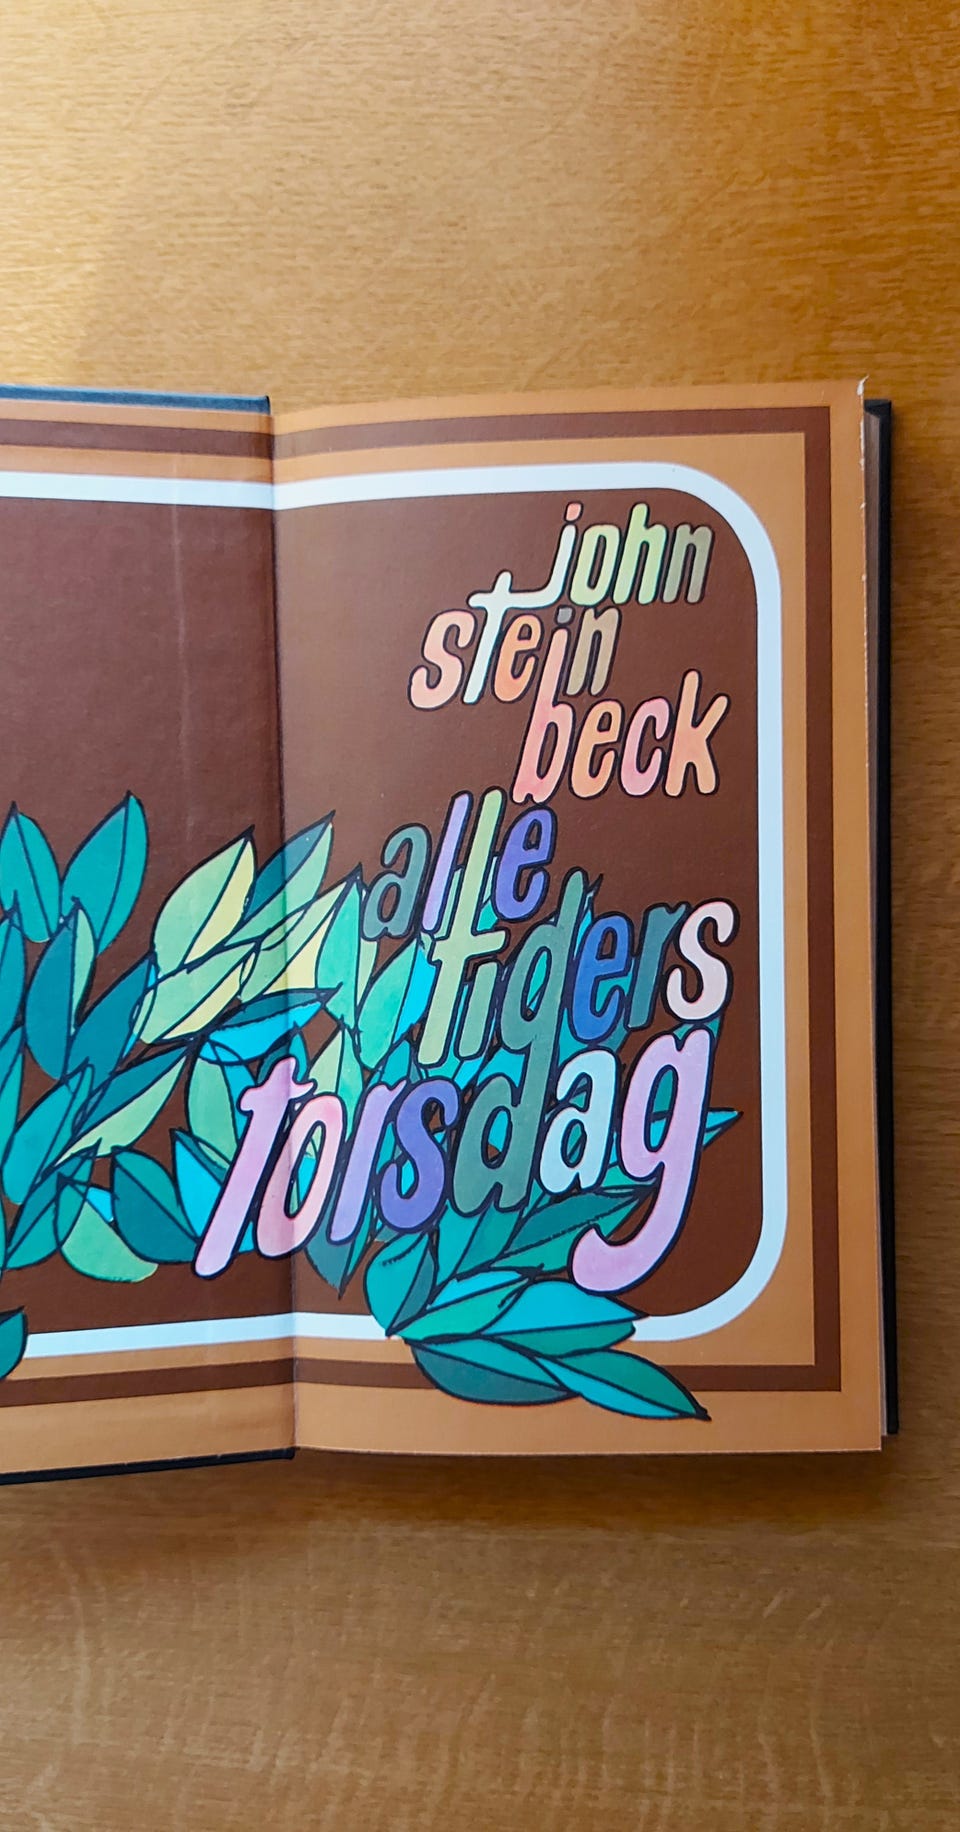 john
stein
beck
alle
tiders
torsdag